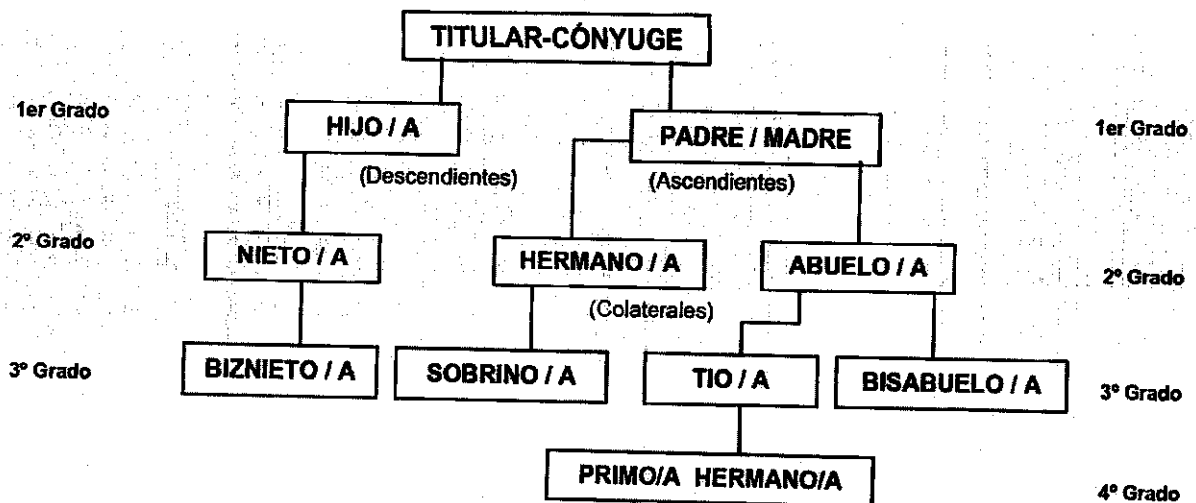 TITULAR-CÓNYUGE
1er Grado
HIJO / A
PADRE / MADRE
1er Grado
(Descendientes)
(Ascendientes)
2º Grado
NIETO / A
HERMANO / A
ABUELO / A
2º Grado
(Colaterales)
3º Grado
BIZNIETO / A
SOBRINO / A
TIO / A
BISABUELO / A
3º Grado
PRIMO/A HERMANO/A
4º Grado